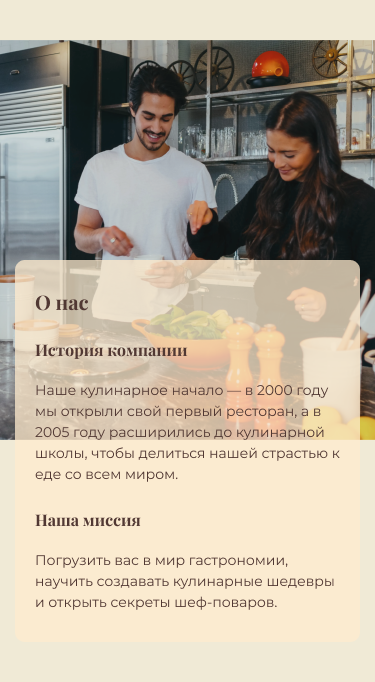 О нас
История компании
Наше кулинарное начало — в 2000 году
мы открыли свой первый ресторан, а в
2005 году расширились до кулинарной
школы, чтобы делиться нашей страстью к
еде со всем миром.
Наша миссия
Погрузить вас в мир гастрономии,
научить создавать кулинарные шедевры
и открыть секреты шеф-поваров.